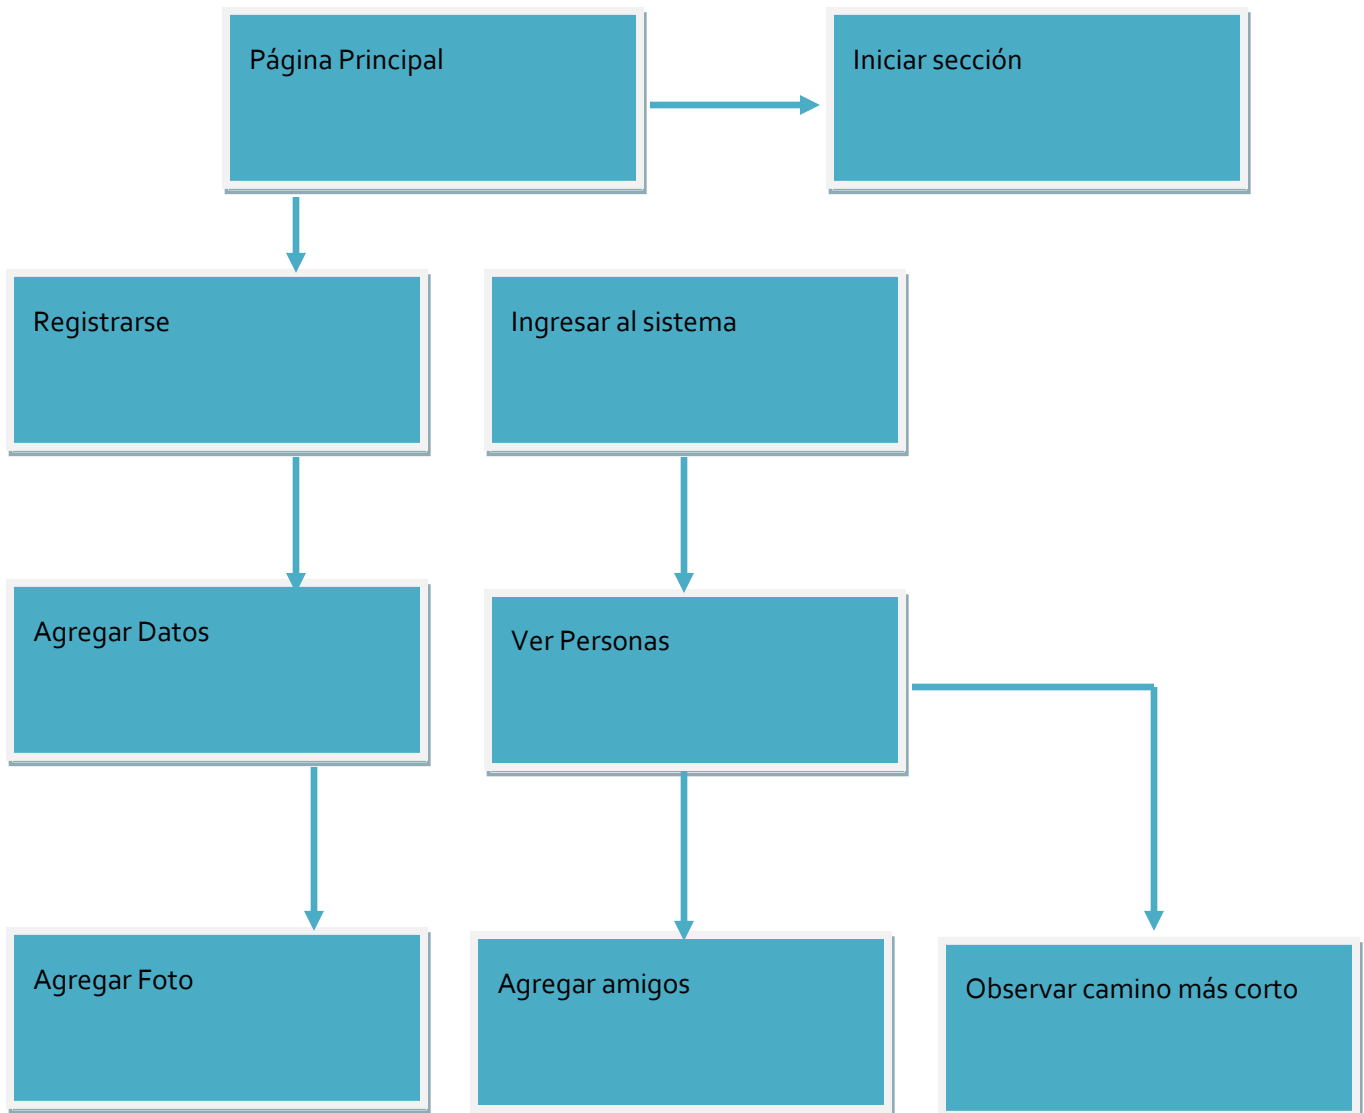 Página Principal
Iniciar sección
Registrarse
Ingresar al sistema
Agregar Datos
Ver Personas
Agregar Foto
Agregar amigos
Observar camino más corto